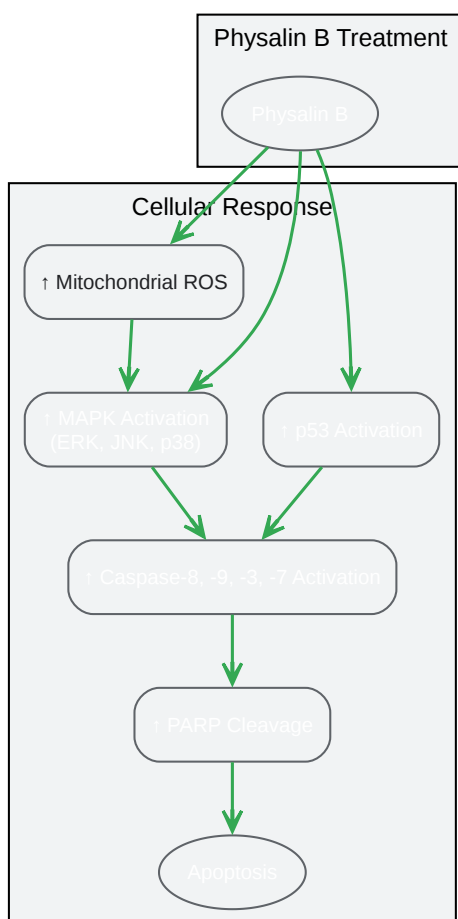 Physalin B Treatment
Physalin B
Cellular Response
↑ Mitochondrial ROS
↑ MAPK Activation
(ERK, JNK, p38)
↑ p53 Activation
↑ Caspase-8, -9, -3, -7 Activation
↑ PARP Cleavage
Apoptosis